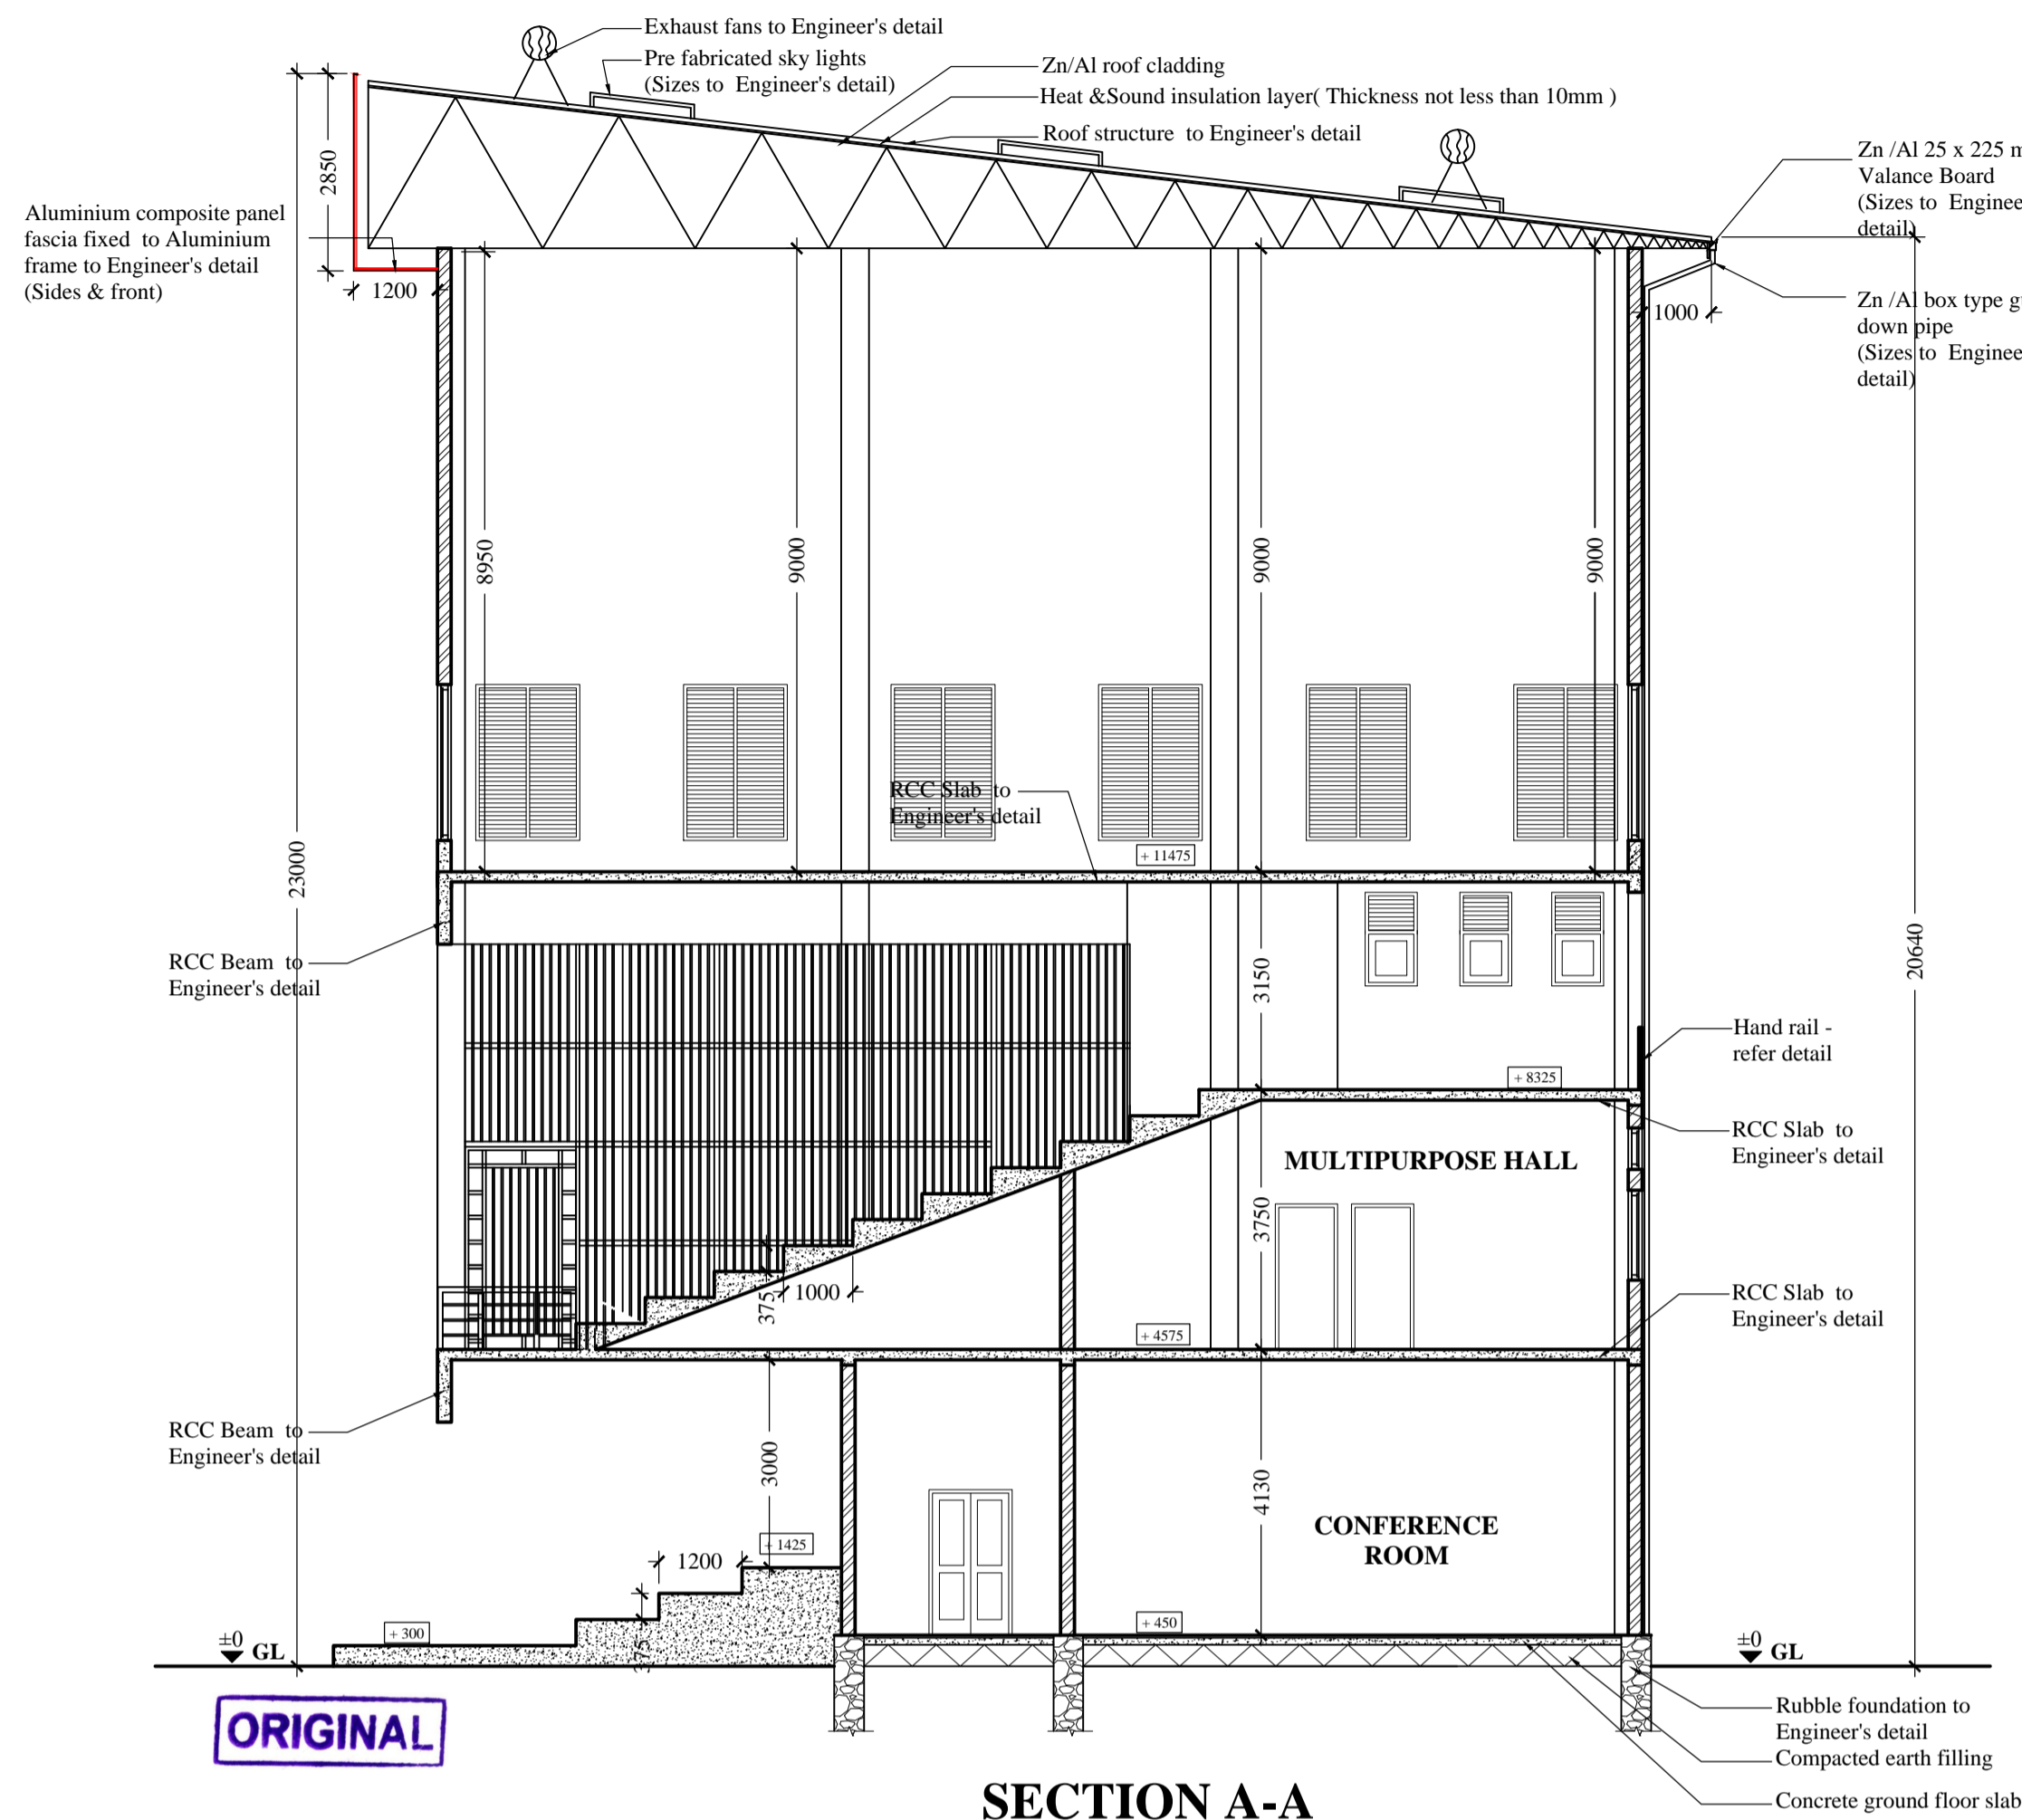 Exhaust fans to Engineer's detail
Pre fabricated sky lights
(Sizes to Engineer's detail)
Zn/Al roof cladding
Heat &Sound insulation layer( Thickness not less than 10mm )
Roof structure to Engineer's detail
Zn /Al 25 x 225
Valance Board
(Sizes to
detail)
2850
Aluminium composite panel
fascia fixed to Aluminium
frame to Engineer's detail
(Sides & front)
1200
1000
Zn /Al box type
down pipe
(Sizes to
detail)
8950
9000
9000
9000
RCC Slab to
Engineer's detail
+ 11475
23000
20640
RCC Beam to
Engineer's detail
3150
Hand rail -
refer detail
+ 8325
RCC Slab to
Engineer's detail
MULTIPURPOSE HALL
3750
1000
375
RCC Slab to
Engineer's detail
+ 4575
RCC Beam to
Engineer's detail
3000
4130
CONFERENCE
ROOM
1200
+ 1425
+ 300
375
+ 450
±0
GL
±0
GL
ORIGINAL
Rubble foundation to
Engineer's detail
Compacted earth filling
Concrete ground floor slab
SECTION A-A